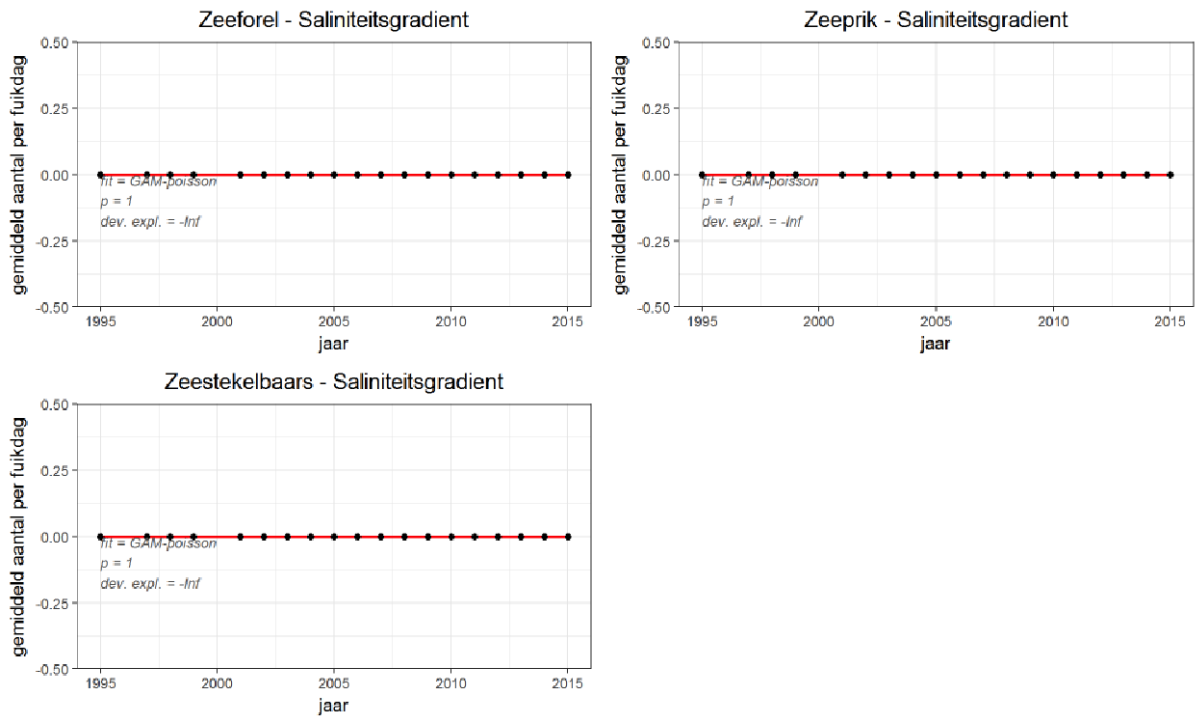 Zeeforel - Saliniteitsgradient
gemiddeld aantal per fuikdag
0.50
0.25
0.00
-0.25
-0.50
fit = GAM-poisson
p = 1
dev. expl. = -Inf
1995 2000 2005 2010 2015
jaar
Zeeprik - Saliniteitsgradient
gemiddeld aantal per fuikdag
0.50
0.25
0.00
-0.25
-0.50
fit = GAM-poisson
p = 1
dev. expl. = -Inf
1995 2000 2005 2010 2015
jaar
Zeestekelbaars - Saliniteitsgradient
gemiddeld aantal per fuikdag
0.50
0.25
0.00
-0.25
-0.50
fit = GAM-poisson
p = 1
dev. expl. = -Inf
1995 2000 2005 2010 2015
jaar